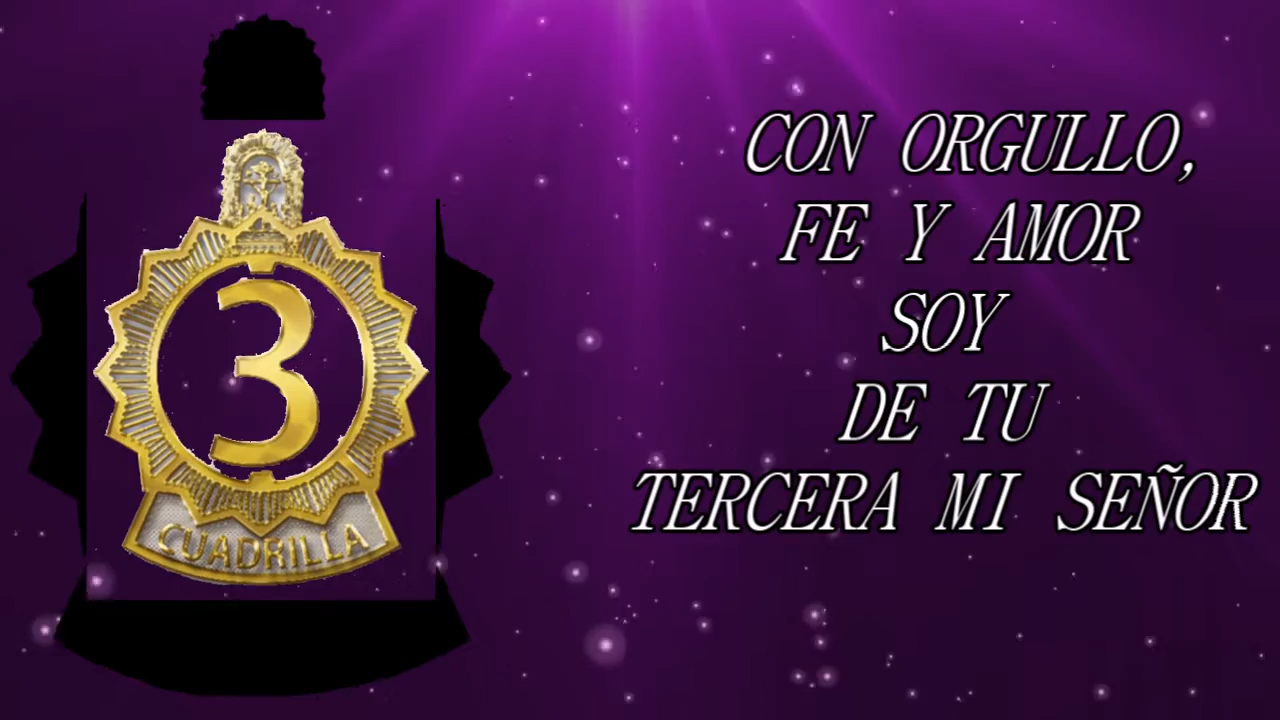 3
CUADRILLA
CON ORGULLO,
FE Y AMOR
SOY
DE TU
TERCERA MI SEÑOR